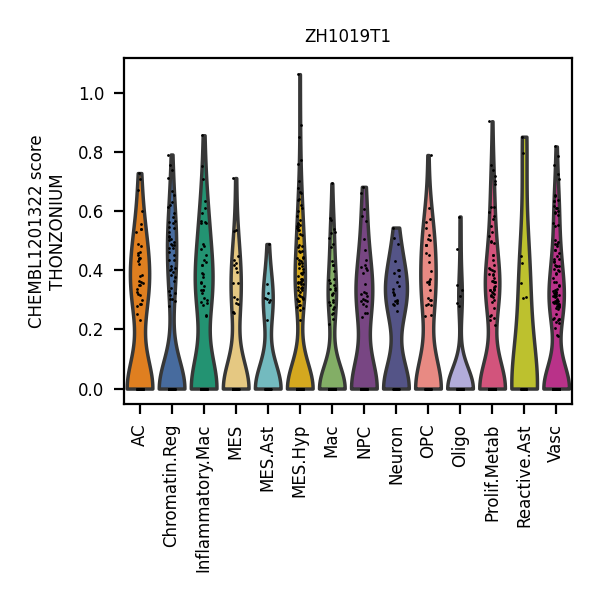 ZH1019T1
CHEMBL1201322 score
THONZONIUM
1.0
0.8
0.6
0.4
0.2
0.0
AC
Chromatin.Reg
Inflammatory.Mac
MES
MES.Ast
MES.Hyp
Mac
NPC
Neuron
OPC
Oligo
Prolif.Metab
Reactive.Ast
Vasc